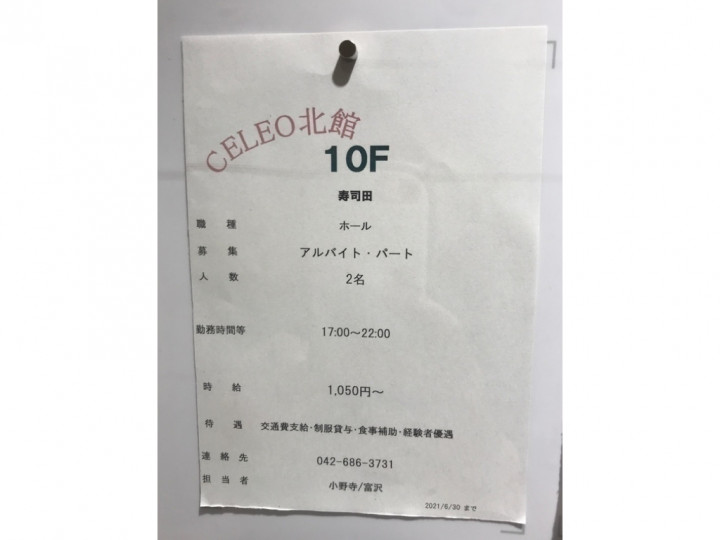 CELEO北館
10F
寿司田
職 種 ホール
募 集 アルバイト・パート
人 数 2名
勤務時間等 17:00～22:00
時 給 1,050円～
待 遇 交通費支給・制服貸与・食事補助・経験者優遇
連 絡 先 042-686-3731
担 当 者 小野寺/富沢
2021/6/30 まで